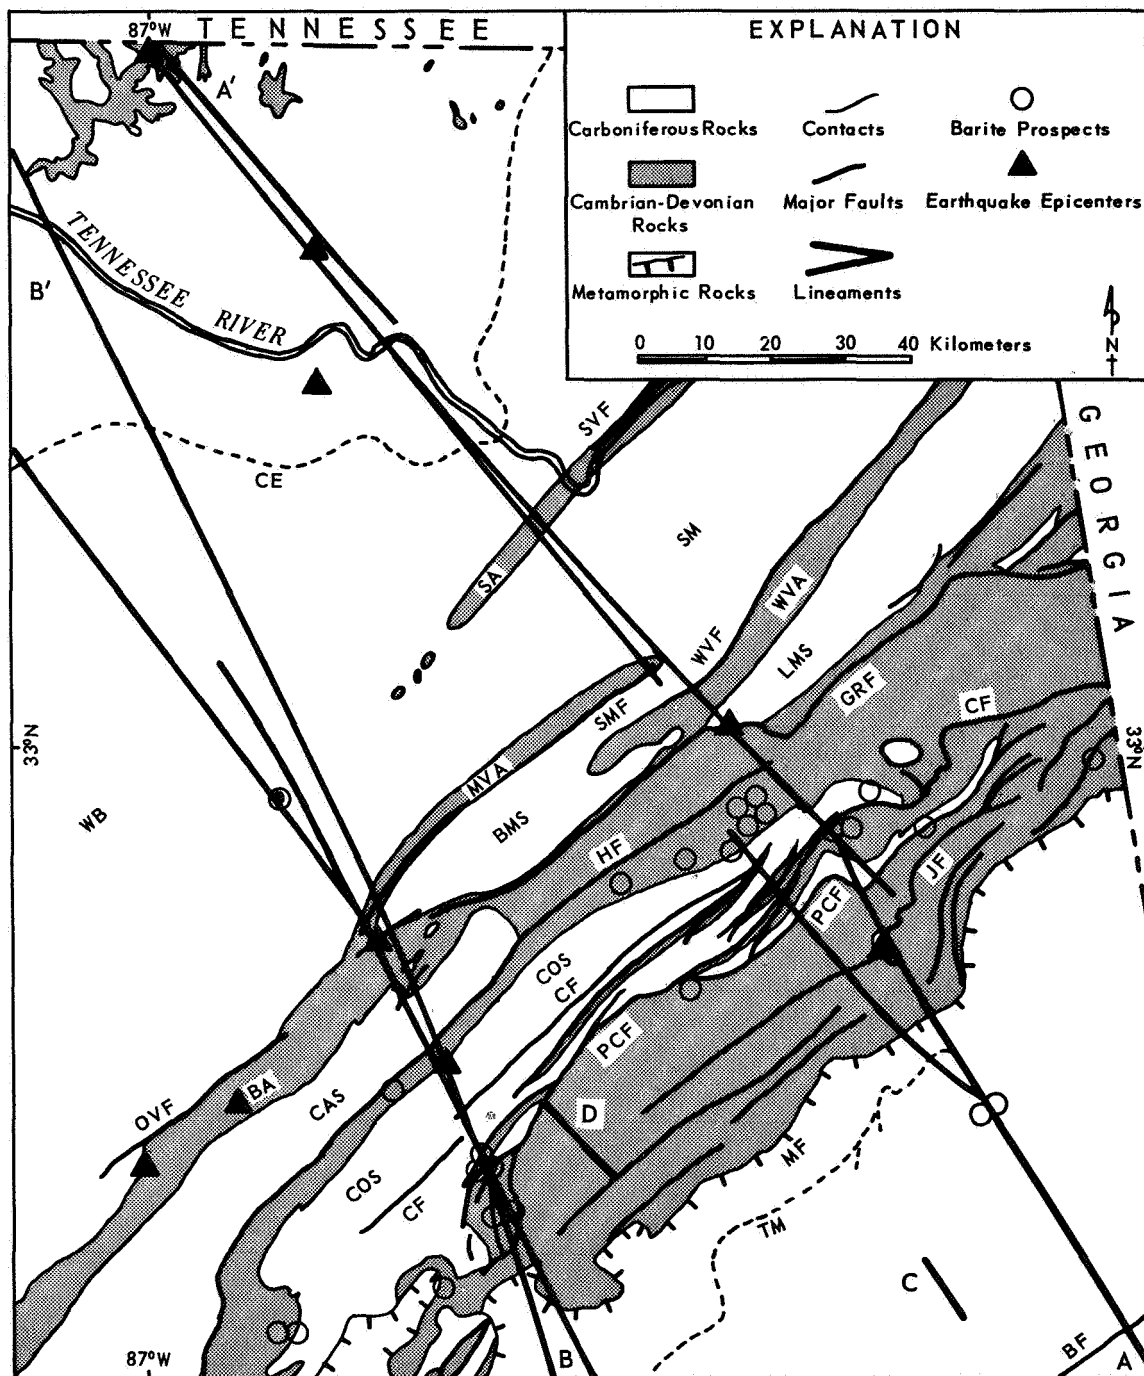 87°W
TENNESSEE
EXPLANATION
Carboniferous Rocks
Contacts
Barite Prospects
Cambrian-Devonian
Rocks
Major Faults
Earthquake Epicenters
Metamorphic Rocks
Lineaments
0 10 20 30 40 Kilometers
N
A'
B'
TENNESSEE
RIVER
CE
SVF
SA
SM
GEORGIA
WVA
WVF
LMS
GRF
SMF
CF
33°N
33°N
MVA
BMS
WB
HF
JF
PCF
COS
CF
PCF
OVF
BA
CAS
D
COS
CF
MF
TM
C
BF
87°W
B
A